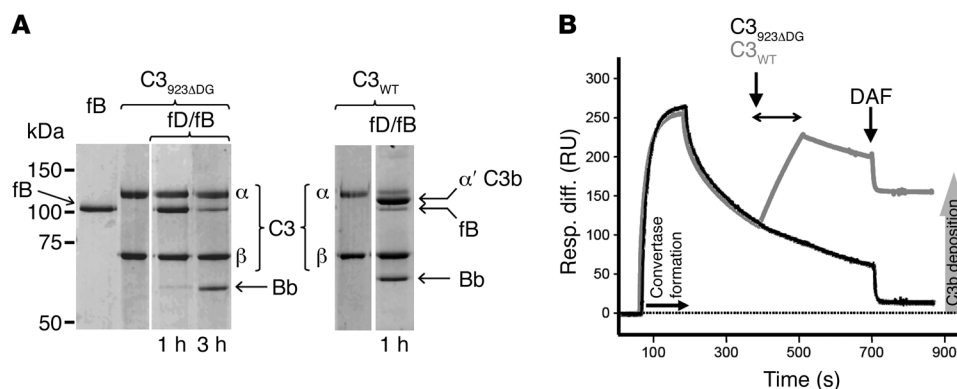 A
C3923ΔDG
C3WT
fB
fD/fB
fD/fB
kDa
150
fB
100
75
50
α
β
C3
α
β
α′ C3b
fB
Bb
Bb
1 h 3 h
1 h
B
C3923ΔDG
C3WT
DAF
Resp. diff. (RU)
300
250
200
150
100
50
0
Convertase
formation
C3b deposition
100 300 500 700 900
Time (s)